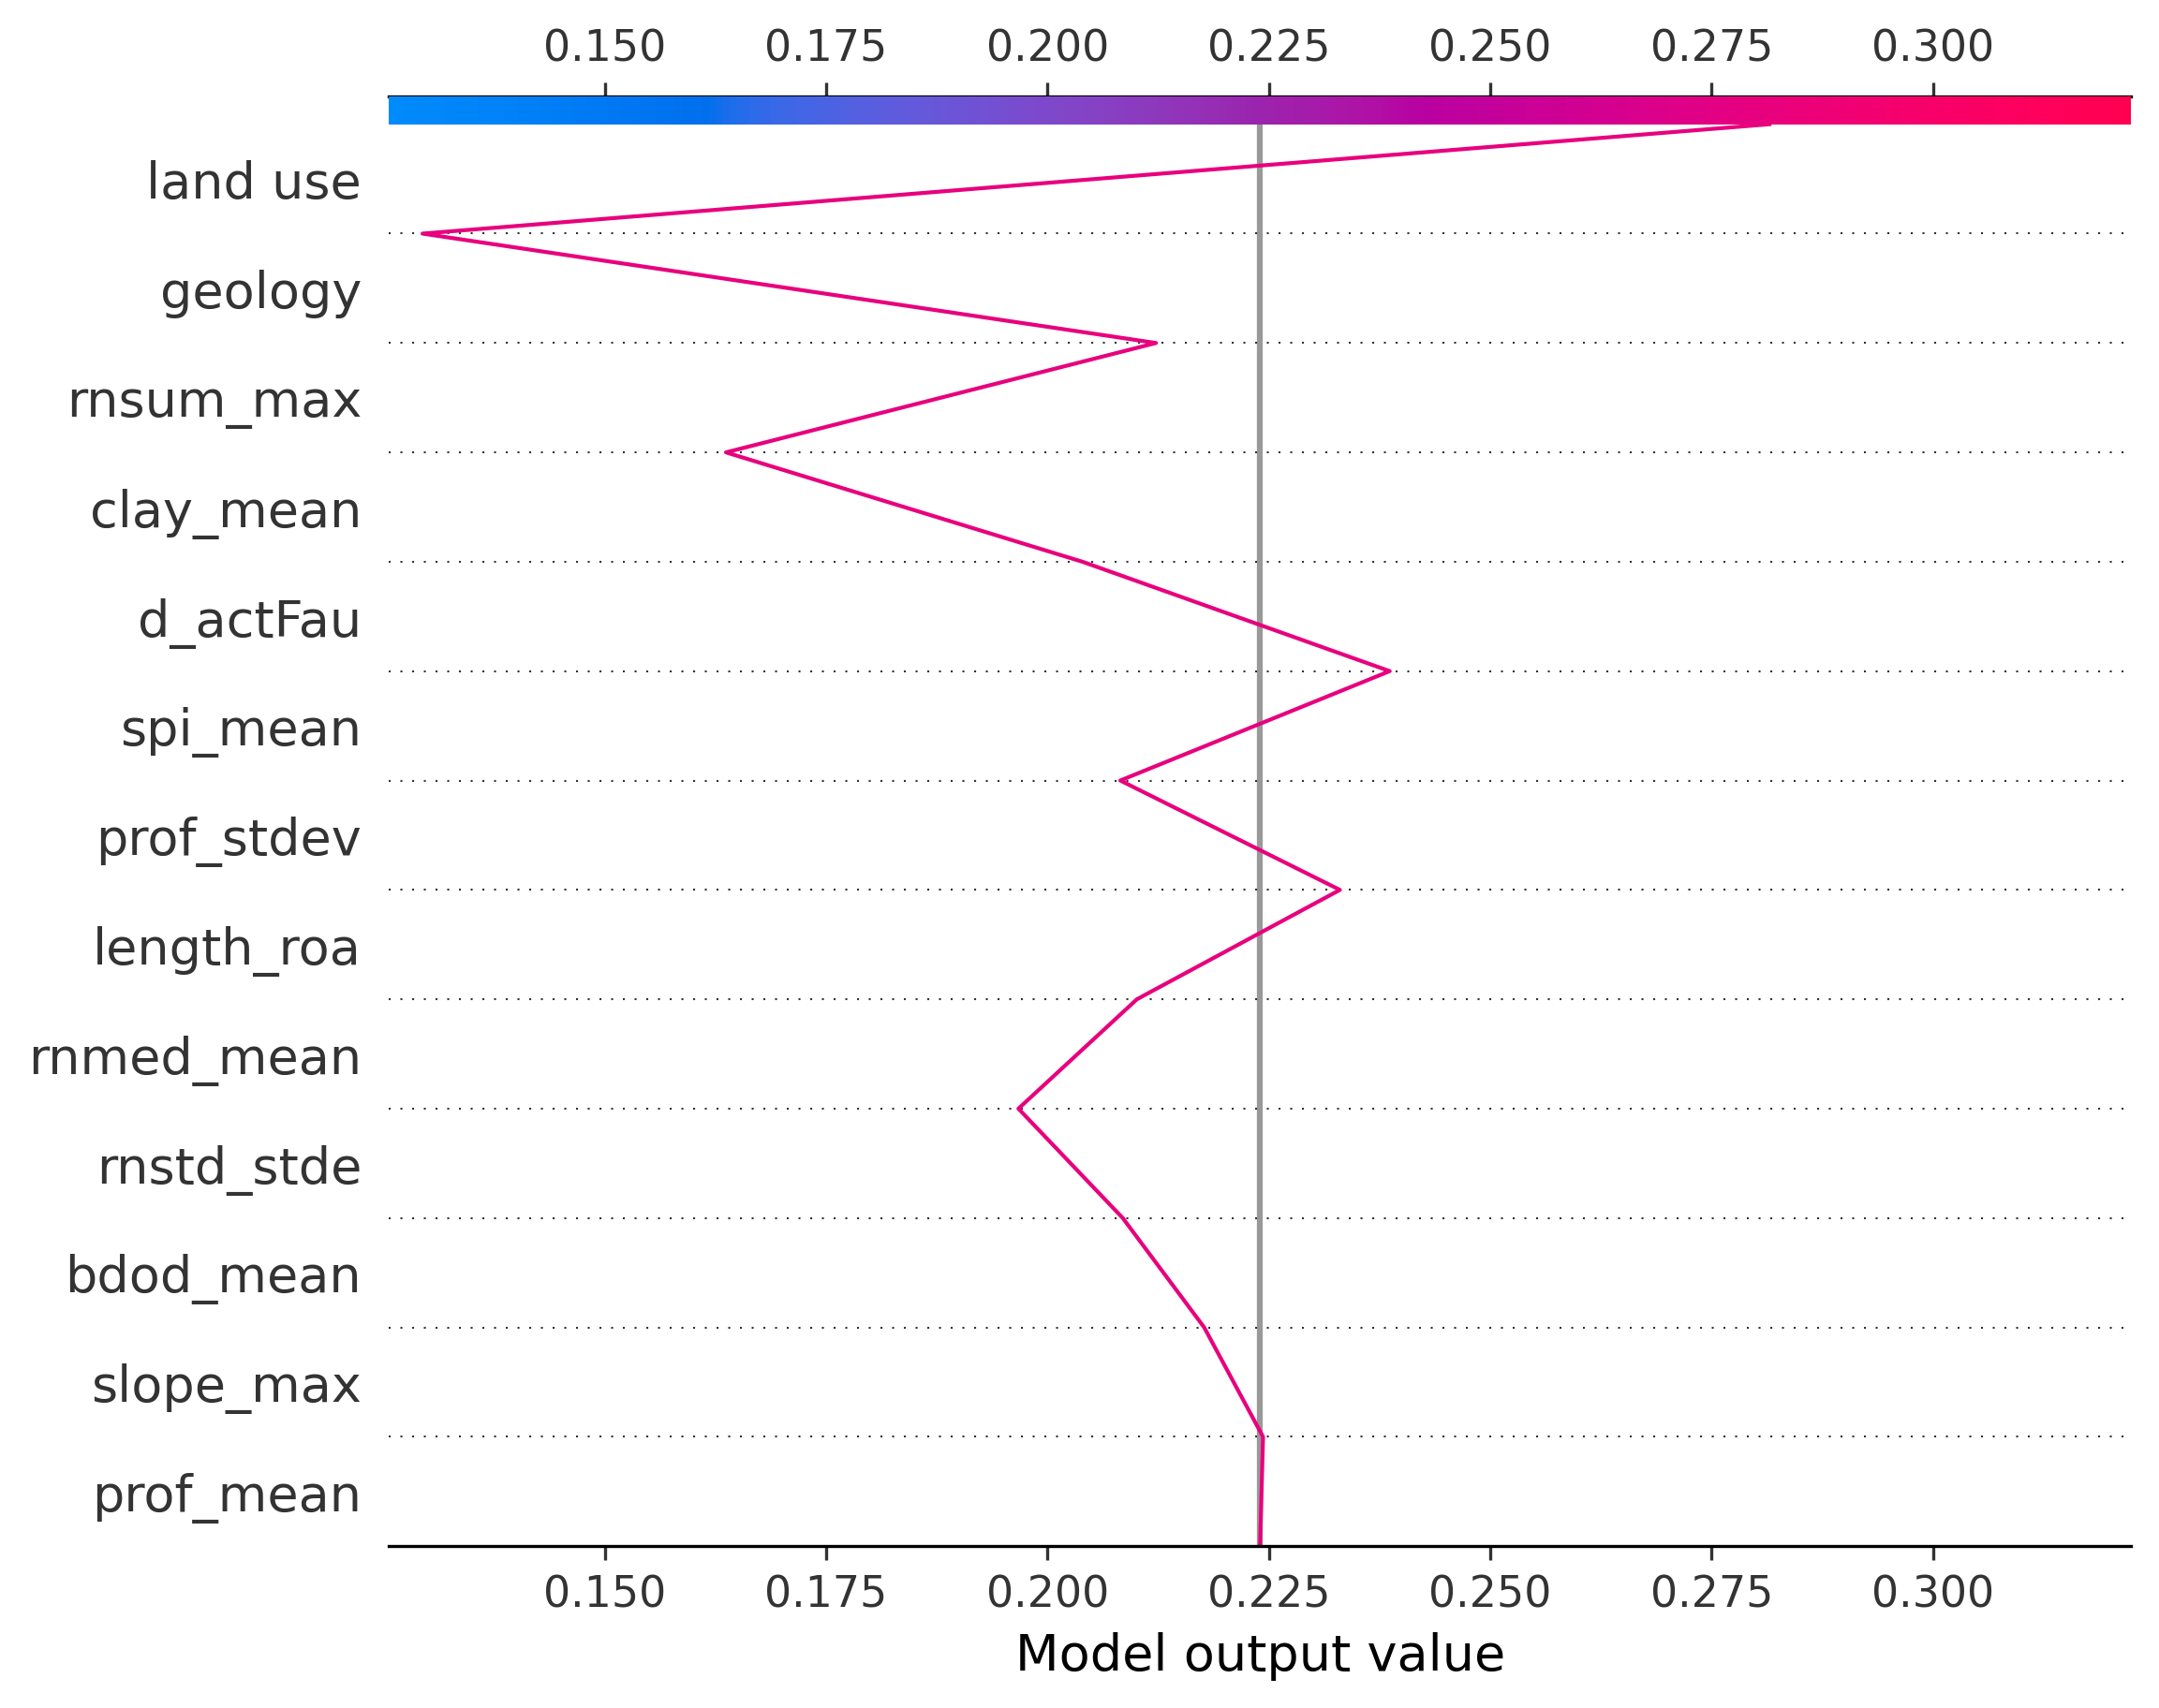 0.150 0.175 0.200 0.225 0.250 0.275 0.300
land use
geology
rnsum_max
clay_mean
d_actFau
spi_mean
prof_stdev
length_roa
rnmed_mean
rnstd_stde
bdod_mean
slope_max
prof_mean
0.150 0.175 0.200 0.225 0.250 0.275 0.300
Model output value